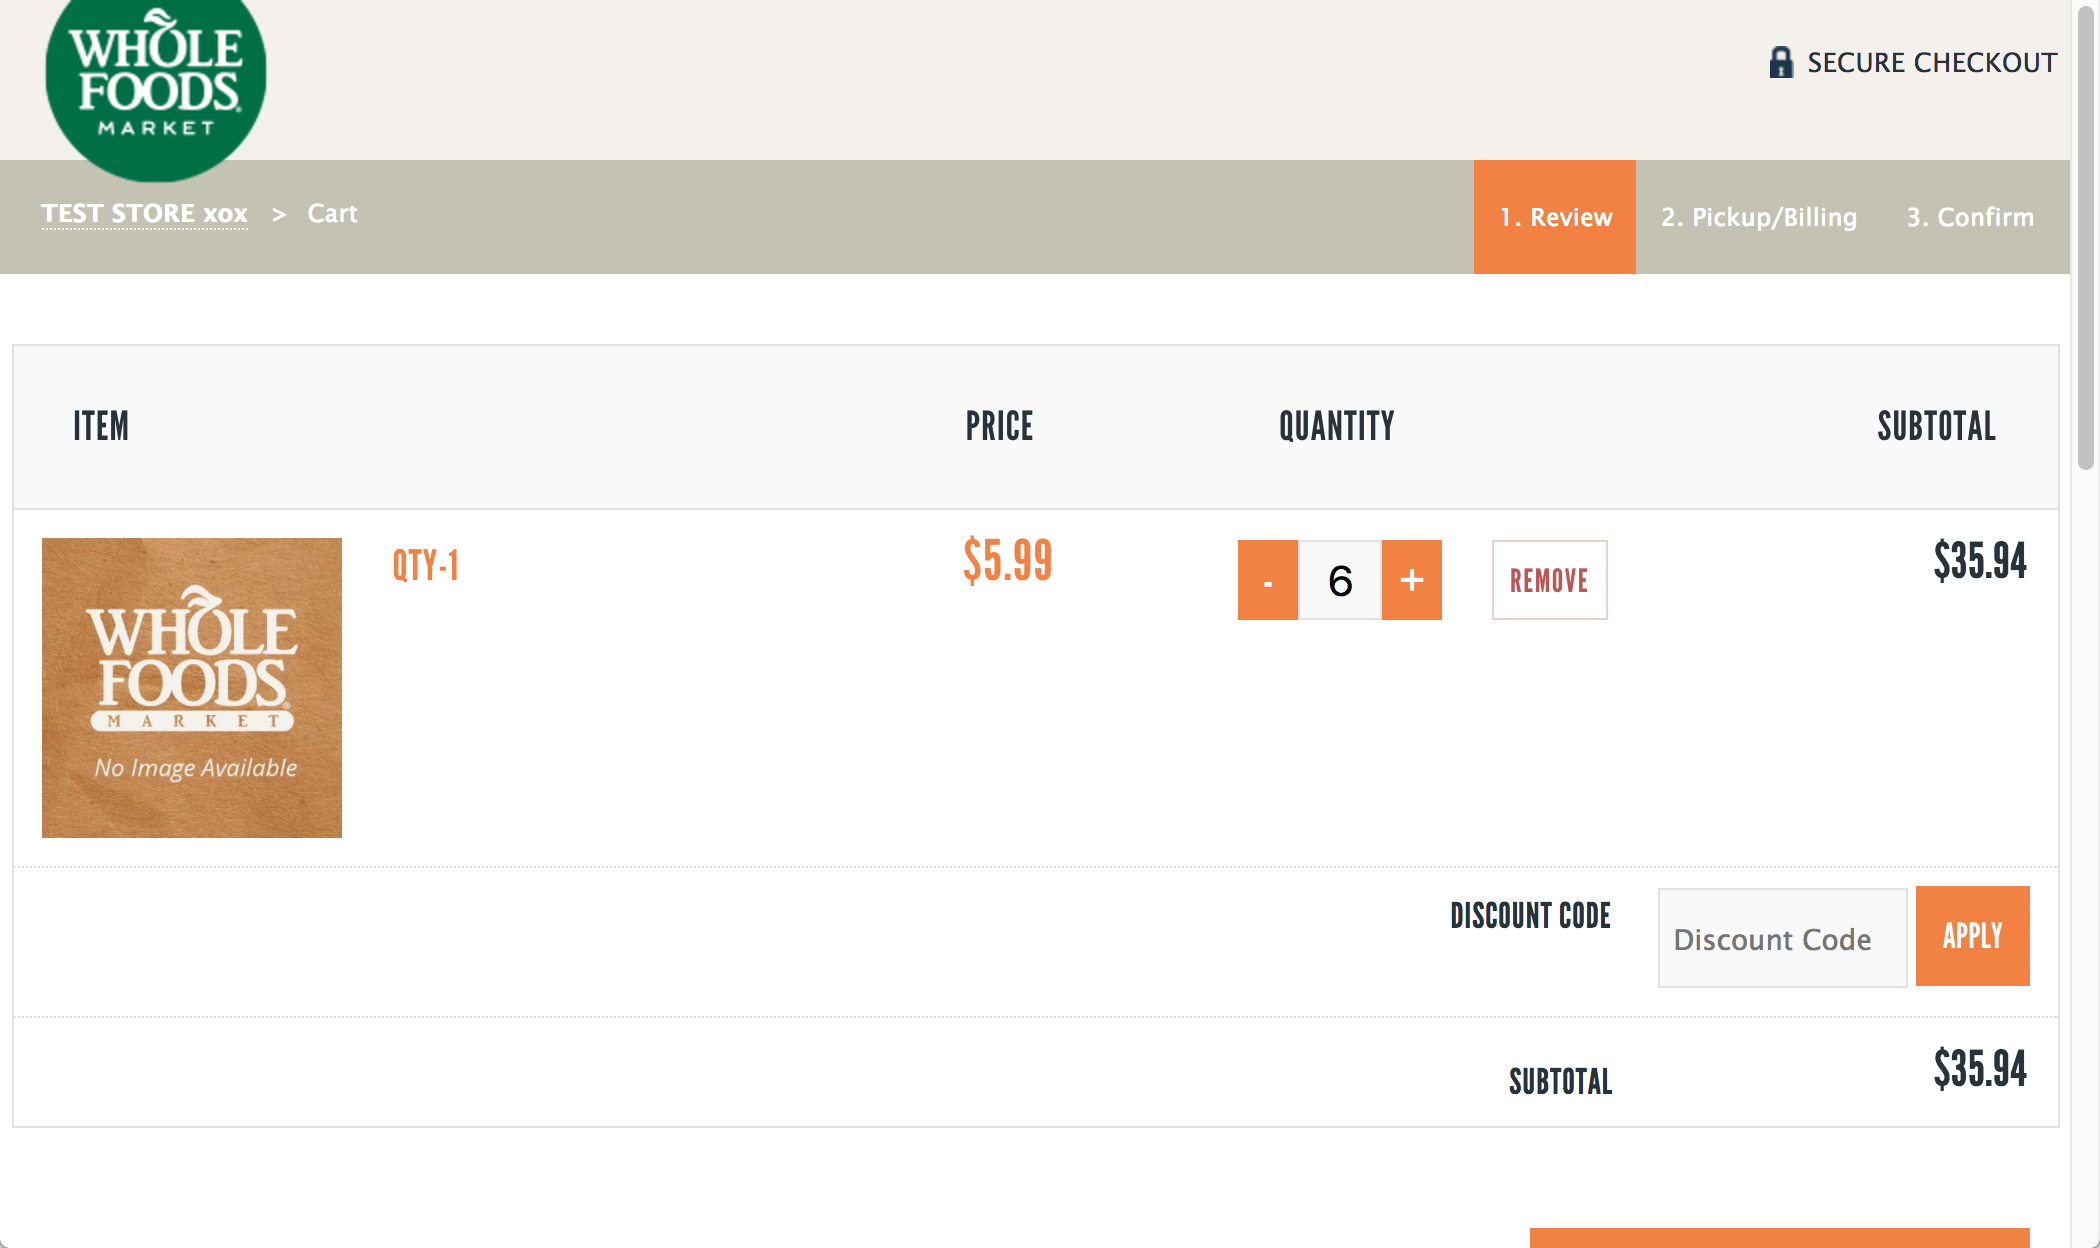 WHOLE
FOODS
MARKET
SECURE CHECKOUT
TEST STORE xox > Cart
1. Review
2. Pickup/Billing
3. Confirm
ITEM
PRICE
QUANTITY
SUBTOTAL
WHOLE
FOODS®
MARKET
No Image Available
QTY-1
$5.99
- 6 +
REMOVE
$35.94
DISCOUNT CODE
Discount Code
APPLY
SUBTOTAL
$35.94